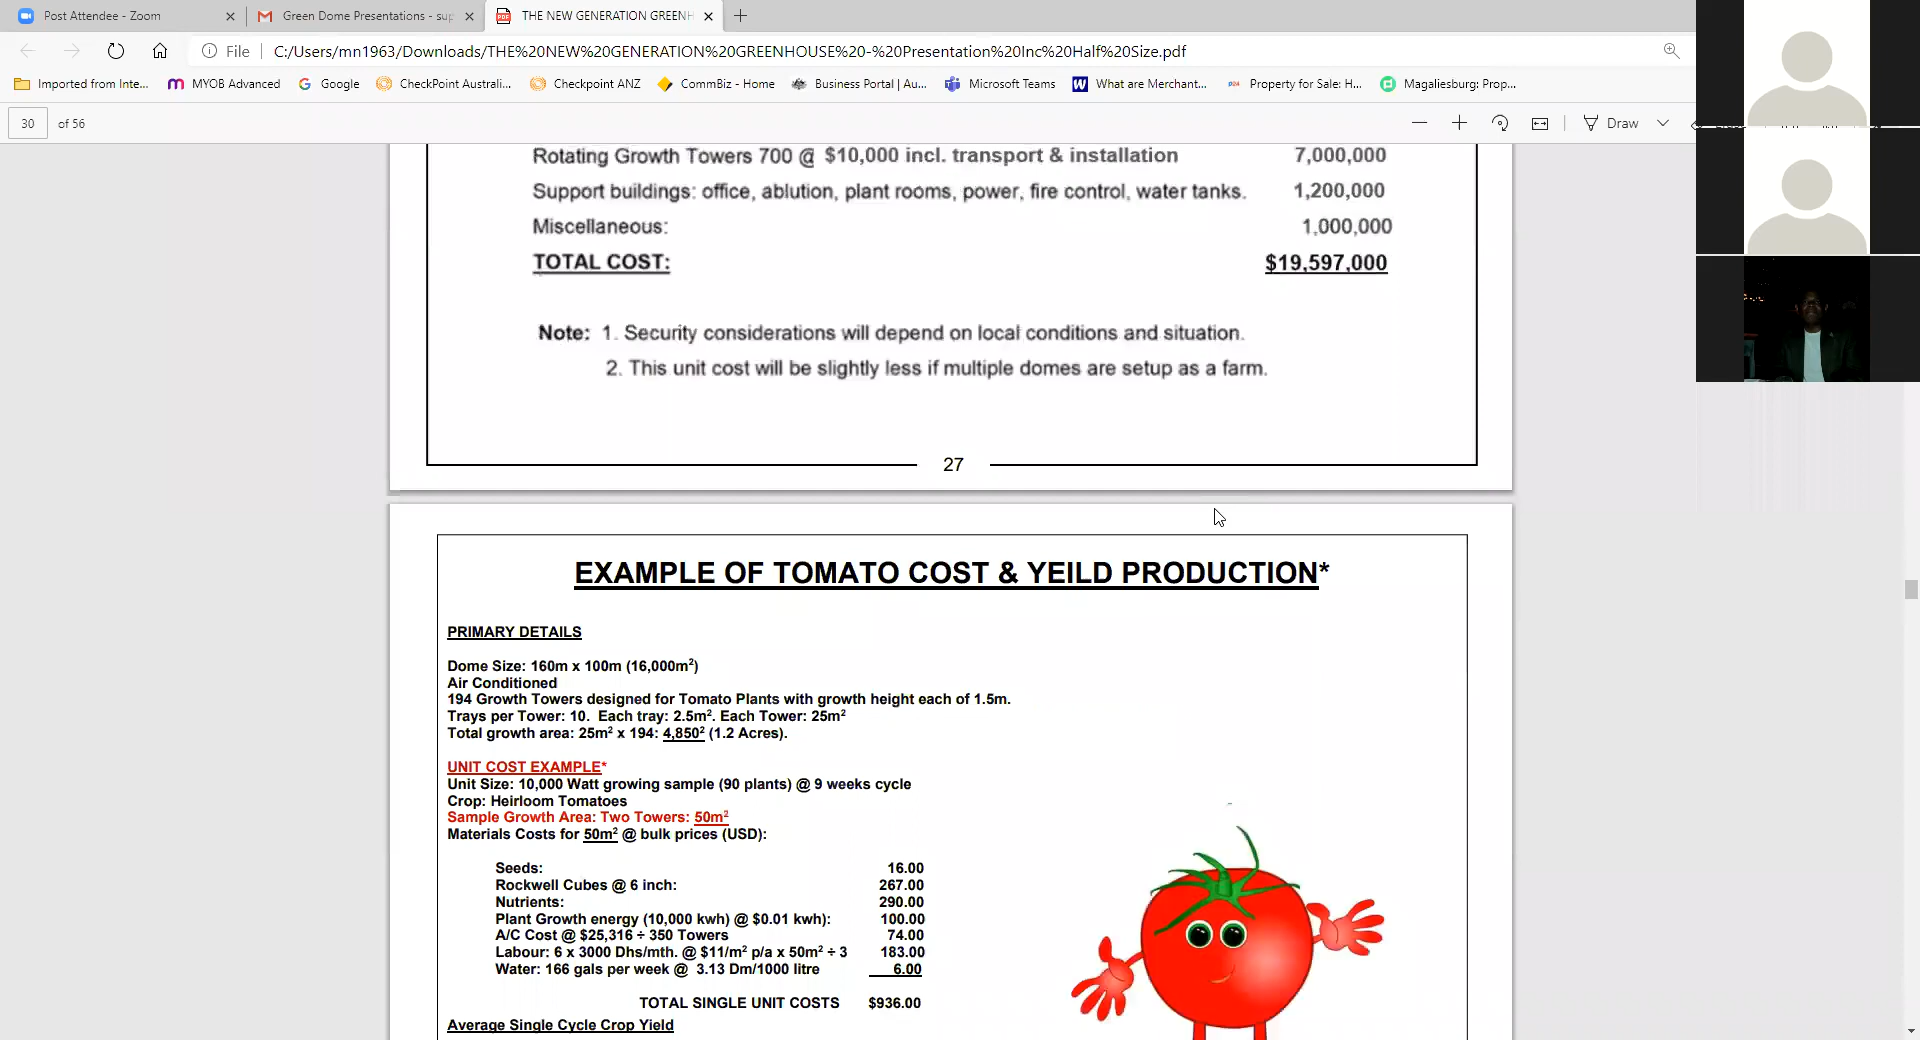 Post Attendee - Zoom
Green Dome Presentations - sup
THE NEW GENERATION GREENH
File
C:/Users/mn1963/Downloads/THE%20NEW%20GENERATION%20GREENHOUSE%20-%20Presentation%20Inc%20Half%20Size.pdf
Imported from Inte...
MYOB Advanced
Google
CheckPoint Australi...
Checkpoint ANZ
CommBiz - Home
Business Portal | Au...
Microsoft Teams
What are Merchant...
Property for Sale: H...
Magaliesburg: Prop...
30 of 56
Draw
Rotating Growth Towers 700 @ $10,000 incl. transport & installation 7,000,000
Support buildings: office, ablution, plant rooms, power, fire control, water tanks. 1,200,000
Miscellaneous: 1,000,000
TOTAL COST: $19,597,000
Note: 1. Security considerations will depend on local conditions and situation.
2. This unit cost will be slightly less if multiple domes are setup as a farm.
27
EXAMPLE OF TOMATO COST & YEILD PRODUCTION*
PRIMARY DETAILS
Dome Size: 160m x 100m (16,000m²)
Air Conditioned
194 Growth Towers designed for Tomato Plants with growth height each of 1.5m.
Trays per Tower: 10. Each tray: 2.5m². Each Tower: 25m²
Total growth area: 25m² x 194: 4,850² (1.2 Acres).
UNIT COST EXAMPLE*
Unit Size: 10,000 Watt growing sample (90 plants) @ 9 weeks cycle
Crop: Heirloom Tomatoes
Sample Growth Area: Two Towers: 50m²
Materials Costs for 50m² @ bulk prices (USD):
Seeds: 16.00
Rockwell Cubes @ 6 inch: 267.00
Nutrients: 290.00
Plant Growth energy (10,000 kwh) @ $0.01 kwh): 100.00
A/C Cost @ $25,316 ÷ 350 Towers 74.00
Labour: 6 x 3000 Dhs/mth. @ $11/m² p/a x 50m² ÷ 3 183.00
Water: 166 gals per week @ 3.13 Dm/1000 litre 6.00
TOTAL SINGLE UNIT COSTS $936.00
Average Single Cycle Crop Yield